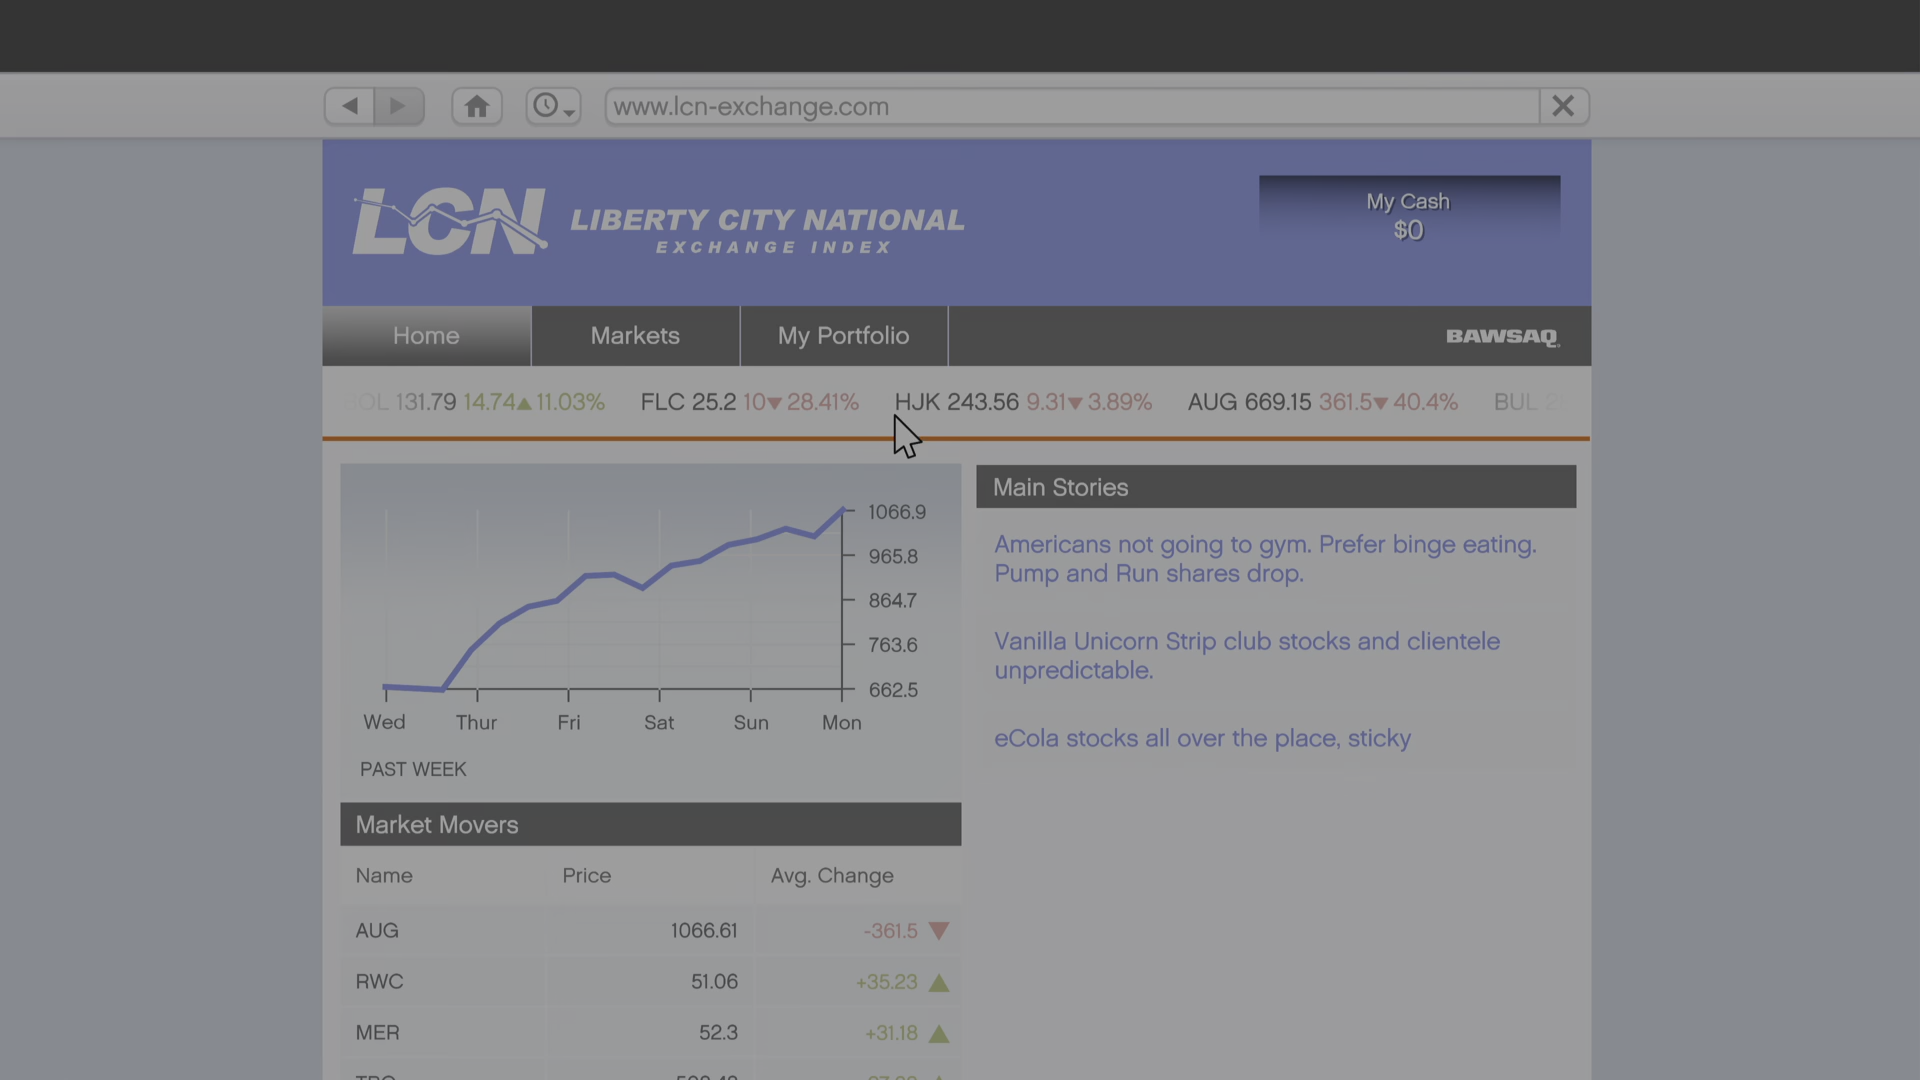 www.lcn-exchange.com
LCN
LIBERTY CITY NATIONAL
EXCHANGE INDEX
My Cash
$0
Home
Markets
My Portfolio
BAWSAQ
OL 131.79 14.74▲11.03% FLC 25.2 10▼28.41% HJK 243.56 9.31▼3.89% AUG 669.15 361.5▼40.4% BUL
1066.9
965.8
864.7
763.6
662.5
Wed Thur Fri Sat Sun Mon
PAST WEEK
Main Stories
Americans not going to gym. Prefer binge eating.
Pump and Run shares drop.
Vanilla Unicorn Strip club stocks and clientele
unpredictable.
eCola stocks all over the place, sticky
Market Movers
Name Price Avg. Change
AUG 1066.61 -361.5 ▼
RWC 51.06 +35.23 ▲
MER 52.3 +31.18 ▲